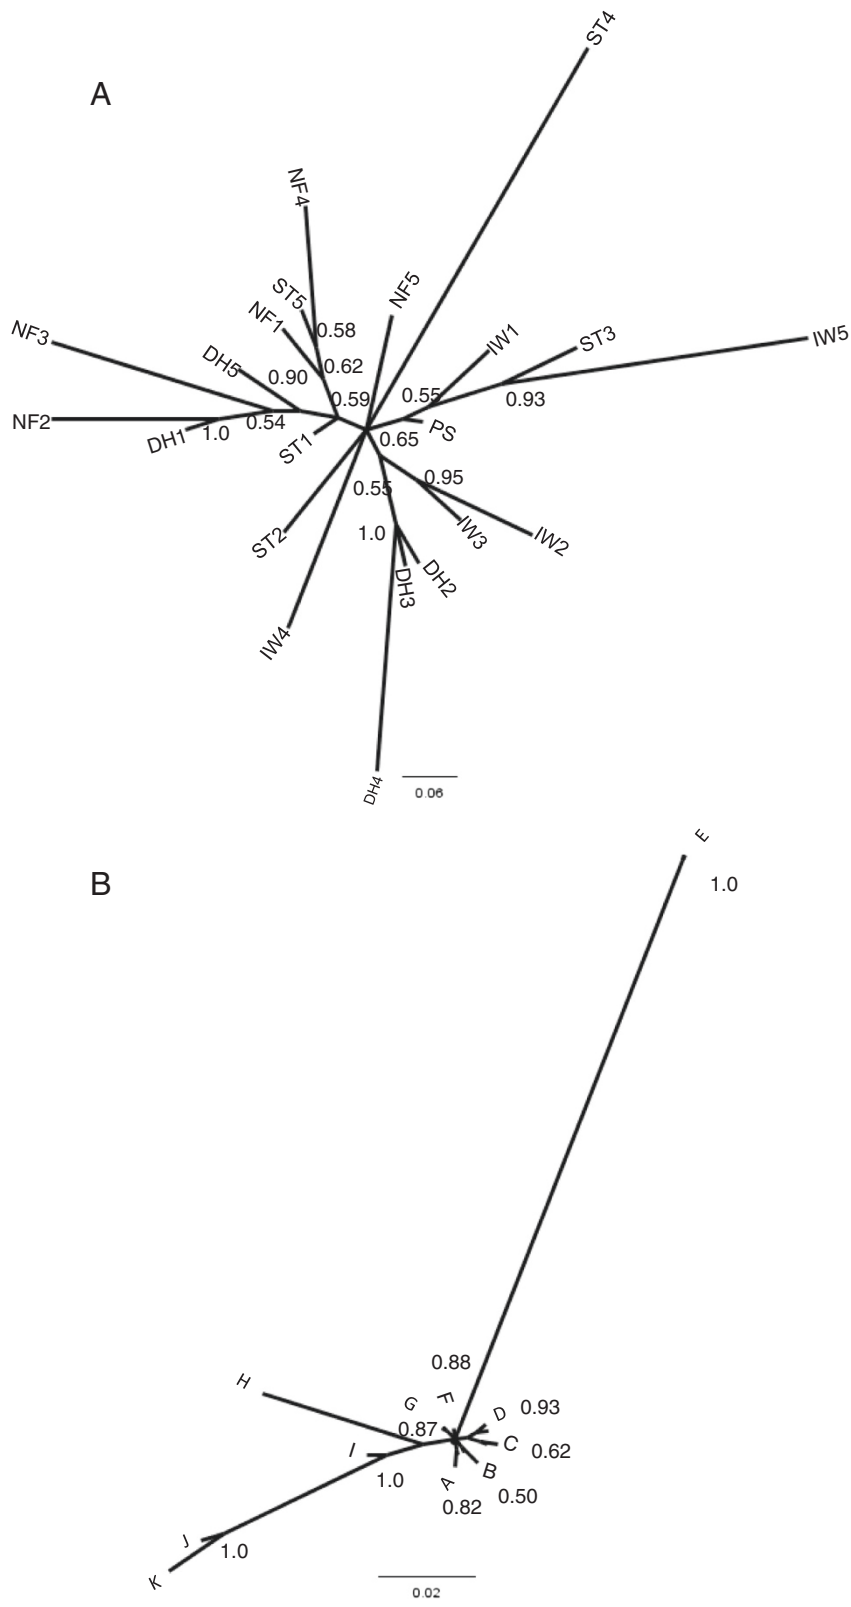 A
ST4
NF4
ST5
NF5
NF1
0.58
NF3
IW1
ST3
IW5
DH5
0.62
0.90
0.55
0.93
0.59
NF2
0.54
DH1
1.0
PS
ST1
0.65
0.95
0.55
ST2
1.0
IW3
IW2
DH3
DH2
IW4
DH4
0.06
B
E
1.0
0.88
H
G
F
D
0.93
0.87
C
0.62
I
B
1.0
A
0.50
0.82
J
1.0
K
0.02